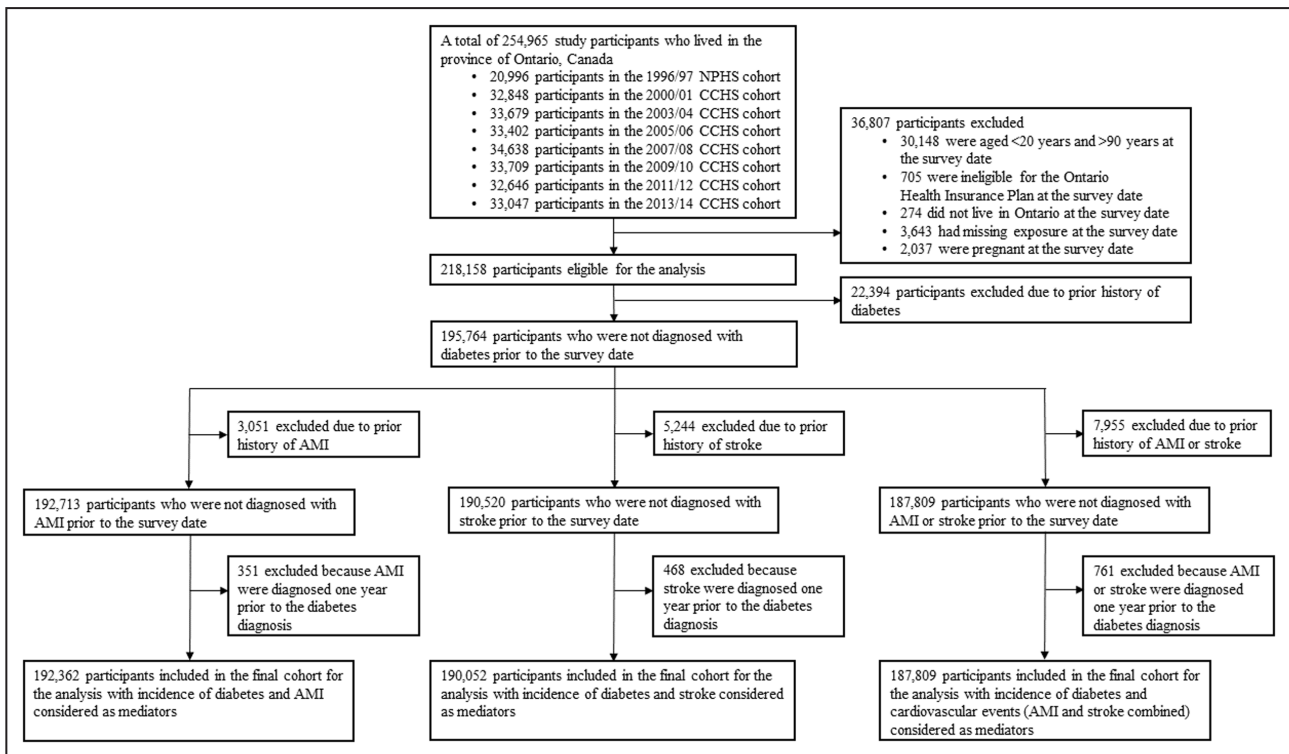 A total of 254,965 study participants who lived in the
province of Ontario, Canada
• 20,996 participants in the 1996/97 NPHS cohort
• 32,848 participants in the 2000/01 CCHS cohort
• 33,679 participants in the 2003/04 CCHS cohort
• 33,402 participants in the 2005/06 CCHS cohort
• 34,638 participants in the 2007/08 CCHS cohort
• 33,709 participants in the 2009/10 CCHS cohort
• 32,646 participants in the 2011/12 CCHS cohort
• 33,047 participants in the 2013/14 CCHS cohort
36,807 participants excluded
• 30,148 were aged <20 years and >90 years at
the survey date
• 705 were ineligible for the Ontario
Health Insurance Plan at the survey date
• 274 did not live in Ontario at the survey date
• 3,643 had missing exposure at the survey date
• 2,037 were pregnant at the survey date
218,158 participants eligible for the analysis
22,394 participants excluded due to prior history of
diabetes
195,764 participants who were not diagnosed with
diabetes prior to the survey date
3,051 excluded due to prior
history of AMI
5,244 excluded due to prior
history of stroke
7,955 excluded due to prior
history of AMI or stroke
192,713 participants who were not diagnosed with
AMI prior to the survey date
190,520 participants who were not diagnosed with
stroke prior to the survey date
187,809 participants who were not diagnosed with
AMI or stroke prior to the survey date
351 excluded because AMI
were diagnosed one year
prior to the diabetes
diagnosis
468 excluded because
stroke were diagnosed one
year prior to the diabetes
diagnosis
761 excluded because AMI
or stroke were diagnosed
one year prior to the
diabetes diagnosis
192,362 participants included in the final cohort for
the analysis with incidence of diabetes and AMI
considered as mediators
190,052 participants included in the final cohort for the
analysis with incidence of diabetes and stroke considered
as mediators
187,809 participants included in the final cohort for
the analysis with incidence of diabetes and
cardiovascular events (AMI and stroke combined)
considered as mediators